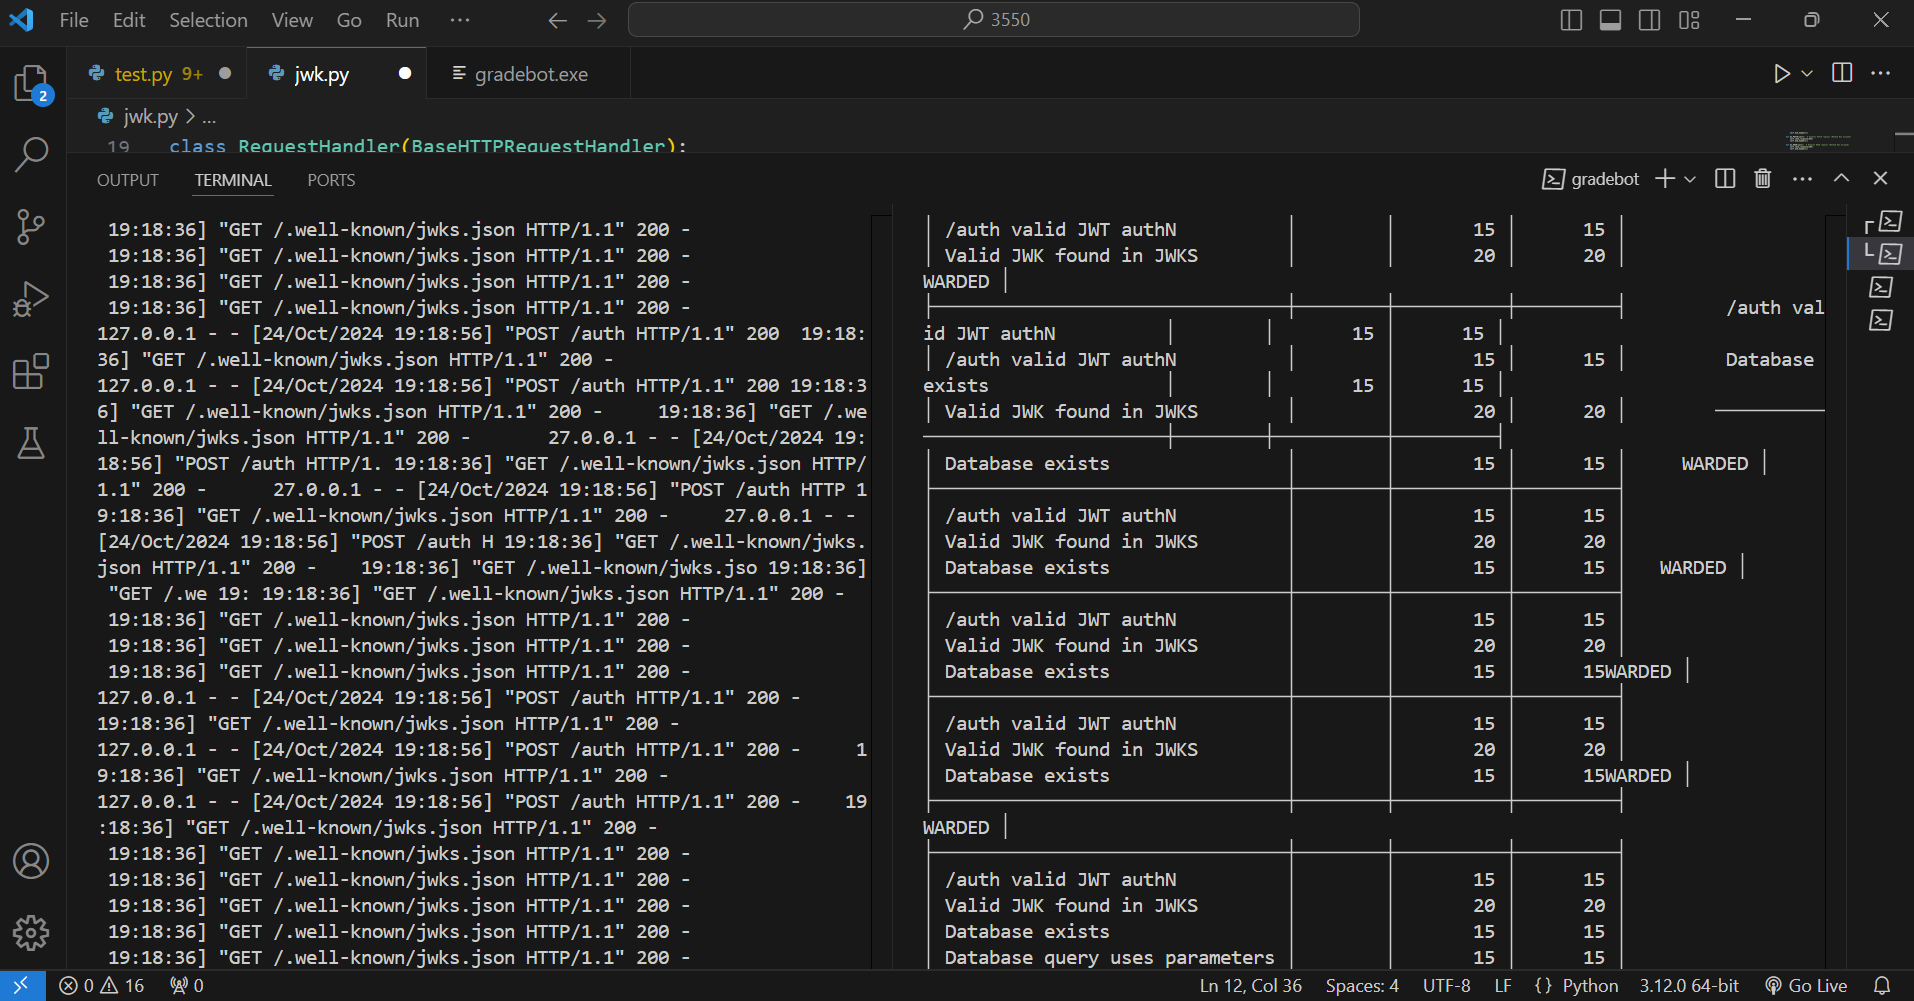 File Edit Selection View Go Run ···
3550
test.py 9+
jwk.py
gradebot.exe
2
jwk.py > ...
19 class RequestHandler(BaseHTTPRequestHandler):
OUTPUT TERMINAL PORTS
gradebot
19:18:36] "GET /.well-known/jwks.json HTTP/1.1" 200 -
19:18:36] "GET /.well-known/jwks.json HTTP/1.1" 200 -
19:18:36] "GET /.well-known/jwks.json HTTP/1.1" 200 -
19:18:36] "GET /.well-known/jwks.json HTTP/1.1" 200 -
127.0.0.1 - - [24/Oct/2024 19:18:56] "POST /auth HTTP/1.1" 200  19:18:
36] "GET /.well-known/jwks.json HTTP/1.1" 200 -
127.0.0.1 - - [24/Oct/2024 19:18:56] "POST /auth HTTP/1.1" 200 19:18:3
6] "GET /.well-known/jwks.json HTTP/1.1" 200 -     19:18:36] "GET /.we
ll-known/jwks.json HTTP/1.1" 200 -       27.0.0.1 - - [24/Oct/2024 19:
18:56] "POST /auth HTTP/1. 19:18:36] "GET /.well-known/jwks.json HTTP/
1.1" 200 -      27.0.0.1 - - [24/Oct/2024 19:18:56] "POST /auth HTTP 1
9:18:36] "GET /.well-known/jwks.json HTTP/1.1" 200 -     27.0.0.1 - -
[24/Oct/2024 19:18:56] "POST /auth H 19:18:36] "GET /.well-known/jwks.
json HTTP/1.1" 200 -    19:18:36] "GET /.well-known/jwks.jso 19:18:36]
"GET /.we 19: 19:18:36] "GET /.well-known/jwks.json HTTP/1.1" 200 -
19:18:36] "GET /.well-known/jwks.json HTTP/1.1" 200 -
19:18:36] "GET /.well-known/jwks.json HTTP/1.1" 200 -
19:18:36] "GET /.well-known/jwks.json HTTP/1.1" 200 -
127.0.0.1 - - [24/Oct/2024 19:18:56] "POST /auth HTTP/1.1" 200 -
19:18:36] "GET /.well-known/jwks.json HTTP/1.1" 200 -
127.0.0.1 - - [24/Oct/2024 19:18:56] "POST /auth HTTP/1.1" 200 -     1
9:18:36] "GET /.well-known/jwks.json HTTP/1.1" 200 -
127.0.0.1 - - [24/Oct/2024 19:18:56] "POST /auth HTTP/1.1" 200 -    19
:18:36] "GET /.well-known/jwks.json HTTP/1.1" 200 -
19:18:36] "GET /.well-known/jwks.json HTTP/1.1" 200 -
19:18:36] "GET /.well-known/jwks.json HTTP/1.1" 200 -
19:18:36] "GET /.well-known/jwks.json HTTP/1.1" 200 -
19:18:36] "GET /.well-known/jwks.json HTTP/1.1" 200 -
19:18:36] "GET /.well-known/jwks.json HTTP/1.1" 200 -
/auth valid JWT authN 15 15
Valid JWK found in JWKS 20 20
WARDED
/auth val
id JWT authN 15 15
/auth valid JWT authN 15 15 Database
exists 15 15
Valid JWK found in JWKS 20 20
Database exists 15 15 WARDED
/auth valid JWT authN 15 15
Valid JWK found in JWKS 20 20
Database exists 15 15 WARDED
/auth valid JWT authN 15 15
Valid JWK found in JWKS 20 20
Database exists 15 15WARDED
/auth valid JWT authN 15 15
Valid JWK found in JWKS 20 20
Database exists 15 15WARDED
WARDED
/auth valid JWT authN 15 15
Valid JWK found in JWKS 20 20
Database exists 15 15
Database query uses parameters 15 15
0 16 0 Ln 12, Col 36 Spaces: 4 UTF-8 LF {} Python 3.12.0 64-bit Go Live